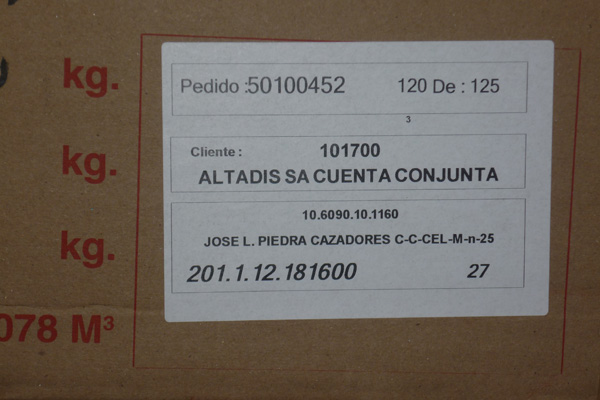 kg.
kg.
kg.
078 M³
Pedido :50100452 120 De : 125
3
Cliente : 101700
ALTADIS SA CUENTA CONJUNTA
10.6090.10.1160
JOSE L. PIEDRA CAZADORES C-C-CEL-M-n-25
201.1.12.181600 27